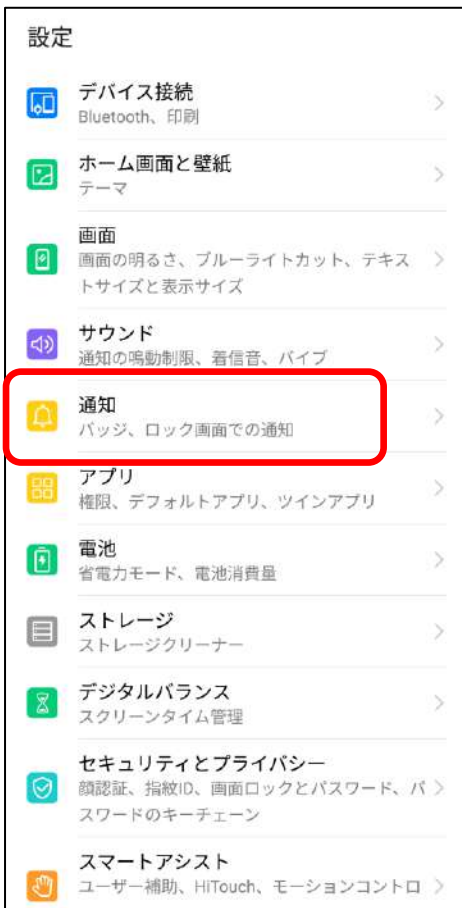 設定
デバイス接続
Bluetooth、印刷
ホーム画面と壁紙
テーマ
画面
画面の明るさ、ブルーライトカット、テキス
トサイズと表示サイズ
サウンド
通知の鳴動制限、着信音、バイブ
通知
バッジ、ロック画面での通知
アプリ
権限、デフォルトアプリ、ツインアプリ
電池
省電力モード、電池消費量
ストレージ
ストレージクリーナー
デジタルバランス
スクリーンタイム管理
セキュリティとプライバシー
顔認証、指紋ID、画面ロックとパスワード、パ
スワードのキーチェーン
スマートアシスト
ユーザー補助、HiTouch、モーションコントロ